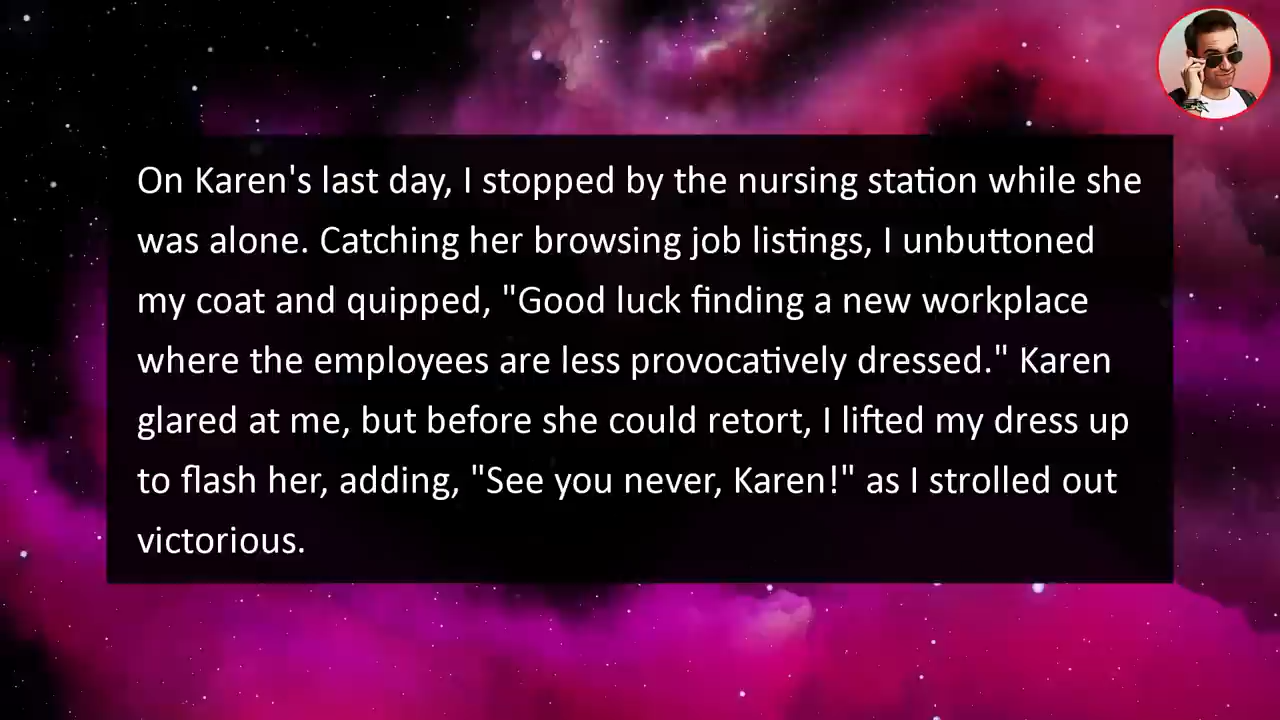 On Karen's last day, I stopped by the nursing station while she
was alone. Catching her browsing job listings, I unbuttoned
my coat and quipped, "Good luck finding a new workplace
where the employees are less provocatively dressed." Karen
glared at me, but before she could retort, I lifted my dress up
to flash her, adding, "See you never, Karen!" as I strolled out
victorious.